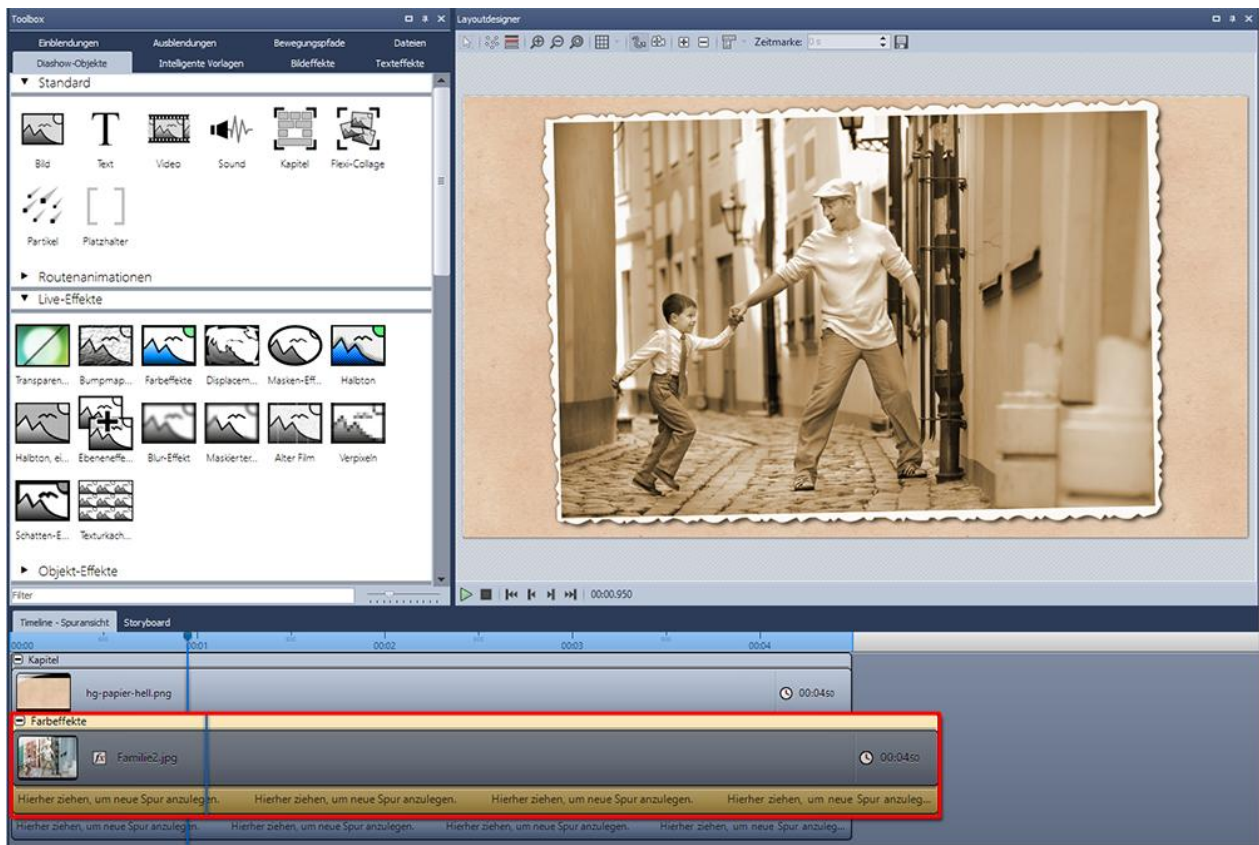 Toolbox
Einblendungen Ausblendungen Bewegungspfade Dateien
Diashow-Objekte Intelligente Vorlagen Bildeffekte Texteffekte
Standard
Bild Text Video Sound Kapitel Flexi-Collage
Partikel Platzhalter
Routenanimationen
Live-Effekte
Transparen... Bumpmap... Farbeffekte Displacem... Masken-Eff... Halbton
Halbton, ei... Ebeneneffe... Blur-Effekt Maskierter... Alter Film Verpixeln
Schatten-E... Texturkach...
Objekt-Effekte
Filter
Layoutdesigner
Zeitmarke: 0 s
00:00.950
Timeline - Spuransicht Storyboard
00:00 00:01 00:02 00:03 00:04
Kapitel
hg-papier-hell.png 00:0450
Farbeffekte
fx Familie2.jpg 00:0450
Hierher ziehen, um neue Spur anzulegen. Hierher ziehen, um neue Spur anzulegen. Hierher ziehen, um neue Spur anzulegen. Hierher ziehen, um neue Spur anzuleg...
Hierher ziehen, um neue Spur anzulegen. Hierher ziehen, um neue Spur anzulegen. Hierher ziehen, um neue Spur anzulegen. Hierher ziehen, um neue Spur anzuleg...